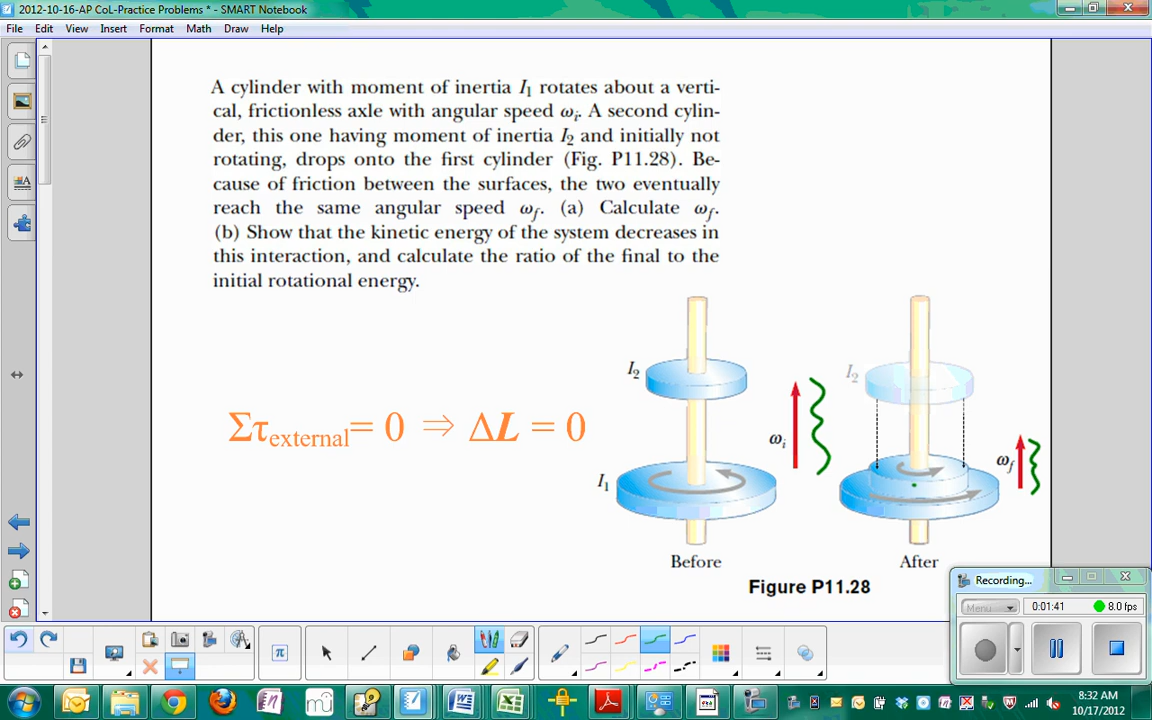 2012-10-16-AP CoL-Practice Problems * - SMART Notebook
File Edit View Insert Format Math Draw Help
A cylinder with moment of inertia I₁ rotates about a verti-
cal, frictionless axle with angular speed ωᵢ. A second cylin-
der, this one having moment of inertia I₂ and initially not
rotating, drops onto the first cylinder (Fig. P11.28). Be-
cause of friction between the surfaces, the two eventually
reach the same angular speed ω_f. (a) Calculate ω_f.
(b) Show that the kinetic energy of the system decreases in
this interaction, and calculate the ratio of the final to the
initial rotational energy.
I₂
I₂
Στexternal= 0 ⇒ ΔL = 0
ωᵢ
ω_f
I₁
Before
After
Figure P11.28
Recording...
Menu
0:01:41
8.0 fps
π
8:32 AM
10/17/2012